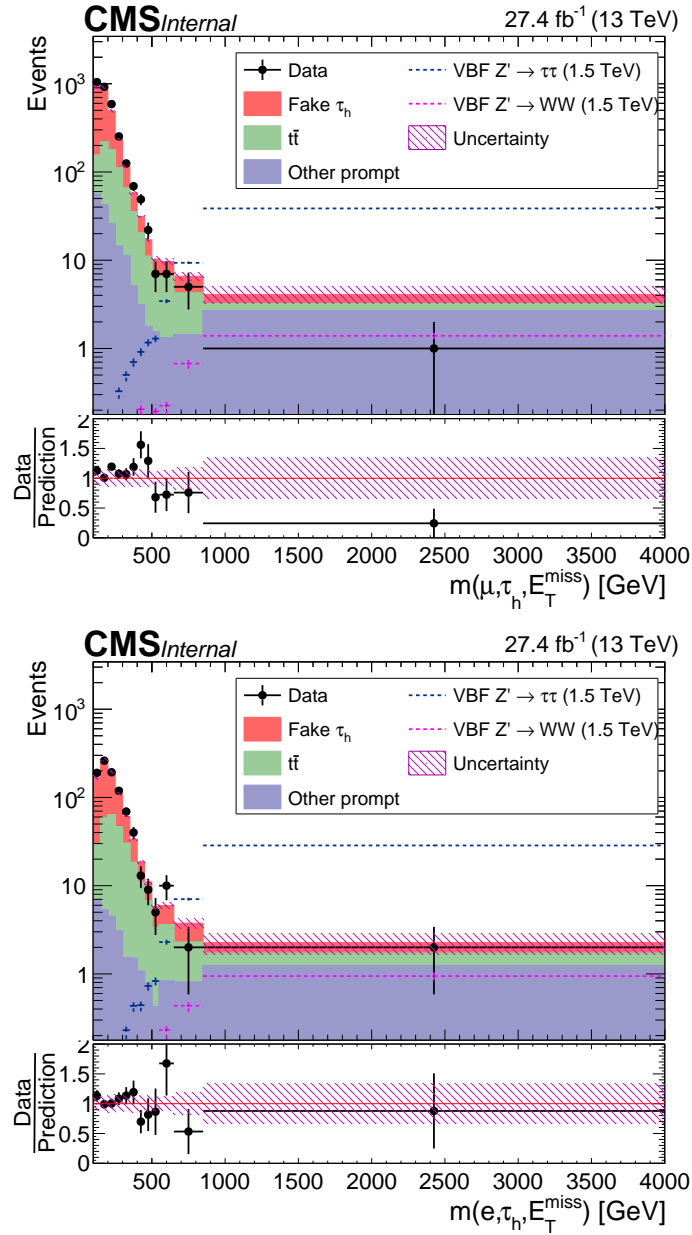 CMS Internal 27.4 fb⁻¹ (13 TeV)
Events
Data
Fake τh
tt̄
Other prompt
VBF Z' → ττ (1.5 TeV)
VBF Z' → WW (1.5 TeV)
Uncertainty
10³
10²
10
1
Data
Prediction
2
1.5
1
0.5
0
500 1000 1500 2000 2500 3000 3500 4000
m(μ,τh,ETmiss) [GeV]
CMS Internal 27.4 fb⁻¹ (13 TeV)
Events
Data
Fake τh
tt̄
Other prompt
VBF Z' → ττ (1.5 TeV)
VBF Z' → WW (1.5 TeV)
Uncertainty
10³
10²
10
1
Data
Prediction
2
1.5
1
0.5
0
500 1000 1500 2000 2500 3000 3500 4000
m(e,τh,ETmiss) [GeV]